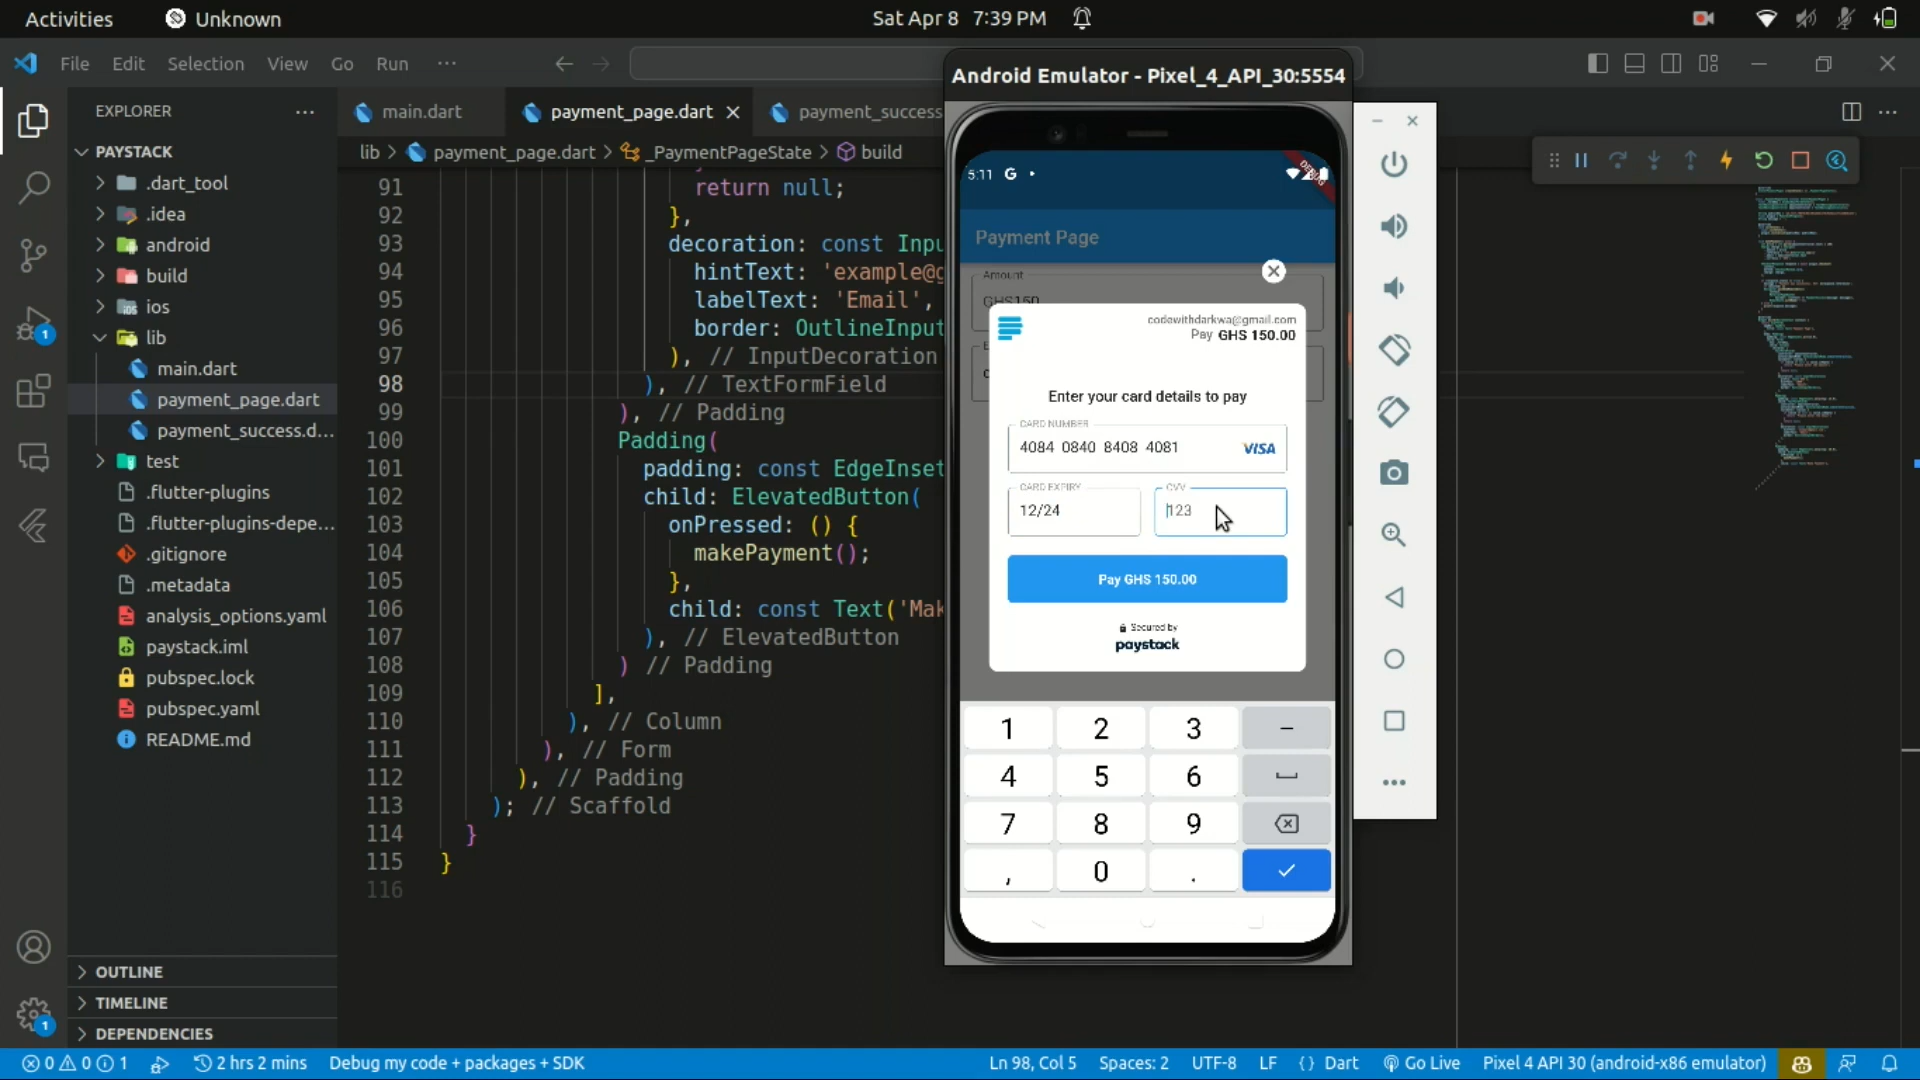 Activities
Unknown
Sat Apr 8 7:39 PM
File Edit Selection View Go Run ···
Android Emulator - Pixel_4_API_30:5554
EXPLORER
main.dart
payment_page.dart
payment_success
PAYSTACK
lib > payment_page.dart > _PaymentPageState > build
.dart_tool
.idea
android
build
ios
lib
main.dart
payment_page.dart
payment_success.d...
test
.flutter-plugins
.flutter-plugins-depe...
.gitignore
.metadata
analysis_options.yaml
paystack.iml
pubspec.lock
pubspec.yaml
README.md
OUTLINE
TIMELINE
DEPENDENCIES
91 return null;
92 },
93 decoration: const Inpu
94 hintText: 'example@g
95 labelText: 'Email',
96 border: OutlineInput
97 ), // InputDecoration
98 ), // TextFormField
99 ), // Padding
100 Padding(
101 padding: const EdgeInset
102 child: ElevatedButton(
103 onPressed: () {
104 makePayment();
105 },
106 child: const Text('Mak
107 ), // ElevatedButton
108 ) // Padding
109 ],
110 ), // Column
111 ), // Form
112 ), // Padding
113 ); // Scaffold
114 }
115 }
116
5:11 G
DEBUG
Payment Page
Amount
GHS150
codewithdarkwa@gmail.com
Pay GHS 150.00
Enter your card details to pay
CARD NUMBER
4084 0840 8408 4081 VISA
CARD EXPIRY
12/24
CVV
123
Pay GHS 150.00
Secured by
paystack
1 2 3 -
4 5 6
7 8 9
, 0 .
1
1
0 0 1
2 hrs 2 mins
Debug my code + packages + SDK
Ln 98, Col 5
Spaces: 2
UTF-8
LF
{} Dart
Go Live
Pixel 4 API 30 (android-x86 emulator)